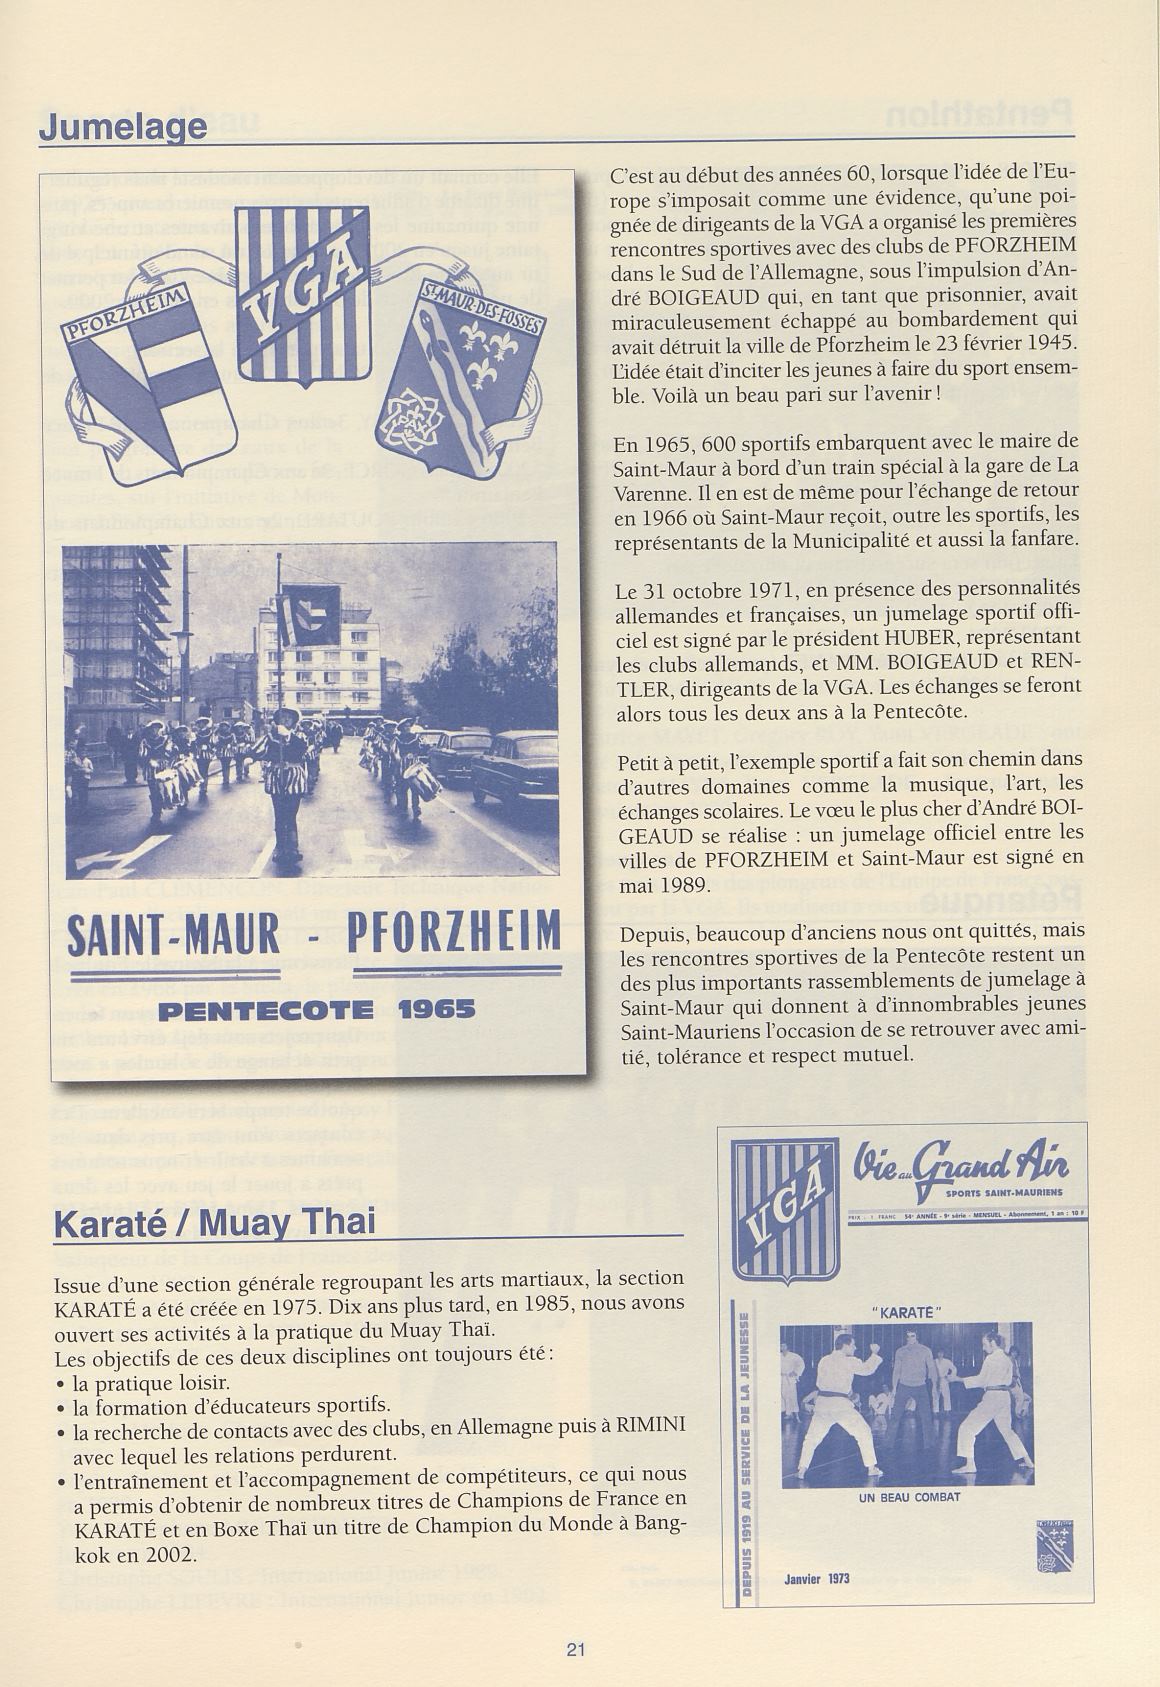 Jumelage
PFORZHEIM
VGA
ST-MAUR-DES-FOSSES
SAINT-MAUR - PFORZHEIM
PENTECOTE 1965
C'est au début des années 60, lorsque l'idée de l'Eu-
rope s'imposait comme une évidence, qu'une poi-
gnée de dirigeants de la VGA a organisé les premières
rencontres sportives avec des clubs de PFORZHEIM
dans le Sud de l'Allemagne, sous l'impulsion d'An-
dré BOIGEAUD qui, en tant que prisonnier, avait
miraculeusement échappé au bombardement qui
avait détruit la ville de Pforzheim le 23 février 1945.
L'idée était d'inciter les jeunes à faire du sport ensem-
ble. Voilà un beau pari sur l'avenir !
En 1965, 600 sportifs embarquent avec le maire de
Saint-Maur à bord d'un train spécial à la gare de La
Varenne. Il en est de même pour l'échange de retour
en 1966 où Saint-Maur reçoit, outre les sportifs, les
représentants de la Municipalité et aussi la fanfare.
Le 31 octobre 1971, en présence des personnalités
allemandes et françaises, un jumelage sportif offi-
ciel est signé par le président HUBER, représentant
les clubs allemands, et MM. BOIGEAUD et REN-
TLER, dirigeants de la VGA. Les échanges se feront
alors tous les deux ans à la Pentecôte.
Petit à petit, l'exemple sportif a fait son chemin dans
d'autres domaines comme la musique, l'art, les
échanges scolaires. Le vœu le plus cher d'André BOI-
GEAUD se réalise : un jumelage officiel entre les
villes de PFORZHEIM et Saint-Maur est signé en
mai 1989.
Depuis, beaucoup d'anciens nous ont quittés, mais
les rencontres sportives de la Pentecôte restent un
des plus importants rassemblements de jumelage à
Saint-Maur qui donnent à d'innombrables jeunes
Saint-Mauriens l'occasion de se retrouver avec ami-
tié, tolérance et respect mutuel.
Karaté / Muay Thai
Issue d'une section générale regroupant les arts martiaux, la section
KARATÉ a été créée en 1975. Dix ans plus tard, en 1985, nous avons
ouvert ses activités à la pratique du Muay Thaï.
Les objectifs de ces deux disciplines ont toujours été :
• la pratique loisir.
• la formation d'éducateurs sportifs.
• la recherche de contacts avec des clubs, en Allemagne puis à RIMINI
avec lequel les relations perdurent.
• l'entraînement et l'accompagnement de compétiteurs, ce qui nous
a permis d'obtenir de nombreux titres de Champions de France en
KARATÉ et en Boxe Thaï un titre de Champion du Monde à Bang-
kok en 2002.
VGA
Vie au Grand Air
SPORTS SAINT-MAURIENS
PRIX : 1 FRANC 54e ANNÉE - 9e série - MENSUEL - Abonnement, 1 an : 10 F
DEPUIS 1919 AU SERVICE DE LA JEUNESSE
"KARATÉ"
UN BEAU COMBAT
Janvier 1973
21